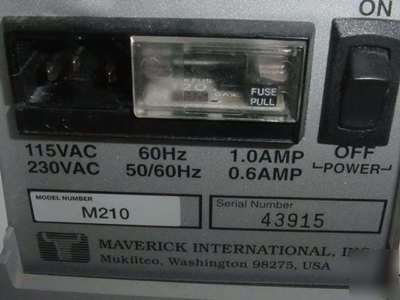 ON
FUSE
PULL
115VAC 60Hz 1.0AMP OFF
230VAC 50/60Hz 0.6AMP POWER
MODEL NUMBER
M210
Serial Number
43915
MAVERICK INTERNATIONAL, INC
Mukilteo, Washington 98275, USA